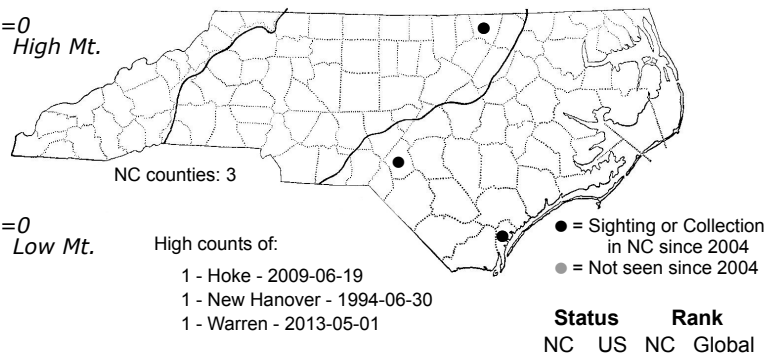 =0
High Mt.
NC counties: 3
=0
Low Mt.
High counts of:
1 - Hoke - 2009-06-19
1 - New Hanover - 1994-06-30
1 - Warren - 2013-05-01
= Sighting or Collection
in NC since 2004
= Not seen since 2004
Status Rank
NC US NC Global